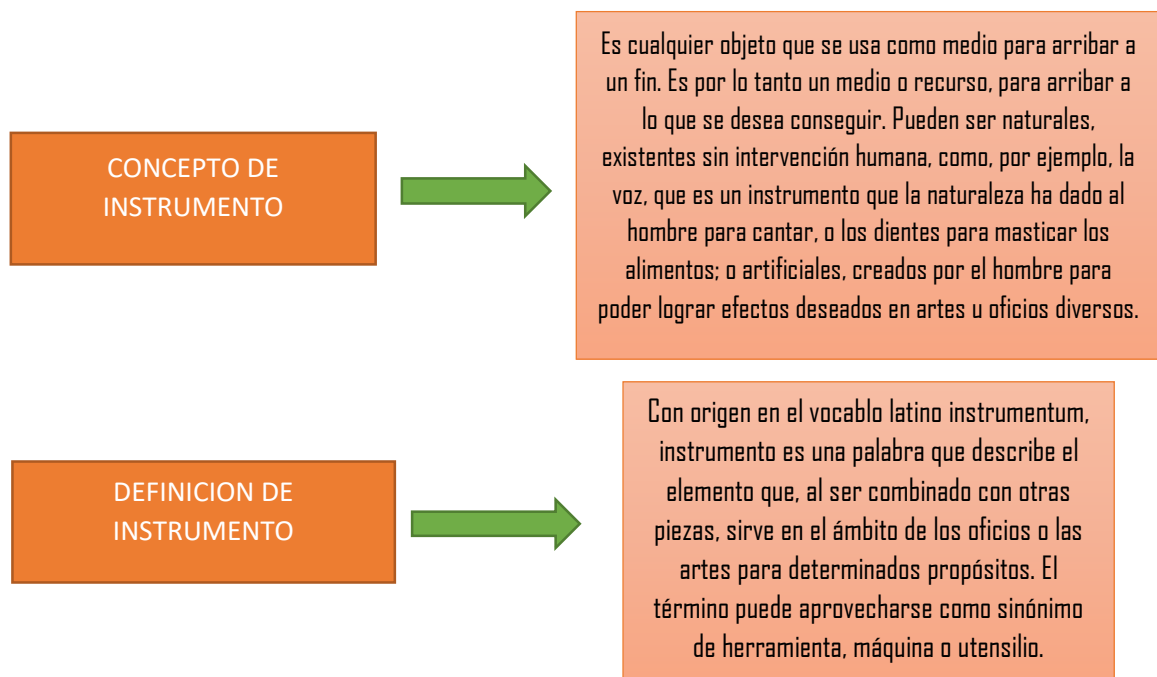 CONCEPTO DE
INSTRUMENTO
Es cualquier objeto que se usa como medio para arribar a
un fin. Es por lo tanto un medio o recurso, para arribar a
lo que se desea conseguir. Pueden ser naturales,
existentes sin intervención humana, como, por ejemplo, la
voz, que es un instrumento que la naturaleza ha dado al
hombre para cantar, o los dientes para masticar los
alimentos; o artificiales, creados por el hombre para
poder lograr efectos deseados en artes u oficios diversos.
DEFINICION DE
INSTRUMENTO
Con origen en el vocablo latino instrumentum,
instrumento es una palabra que describe el
elemento que, al ser combinado con otras
piezas, sirve en el ámbito de los oficios o las
artes para determinados propósitos. El
término puede aprovecharse como sinónimo
de herramienta, máquina o utensilio.